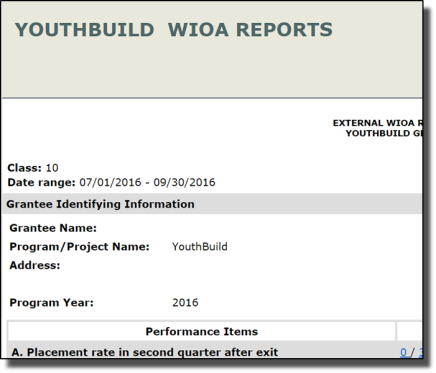 YOUTHBUILD WIOA REPORTS
EXTERNAL WIOA
YOUTHBUILD
Class: 10
Date range: 07/01/2016 - 09/30/2016
Grantee Identifying Information
Grantee Name:
Program/Project Name: YouthBuild
Address:
Program Year: 2016
Performance Items
A. Placement rate in second quarter after exit 0 /